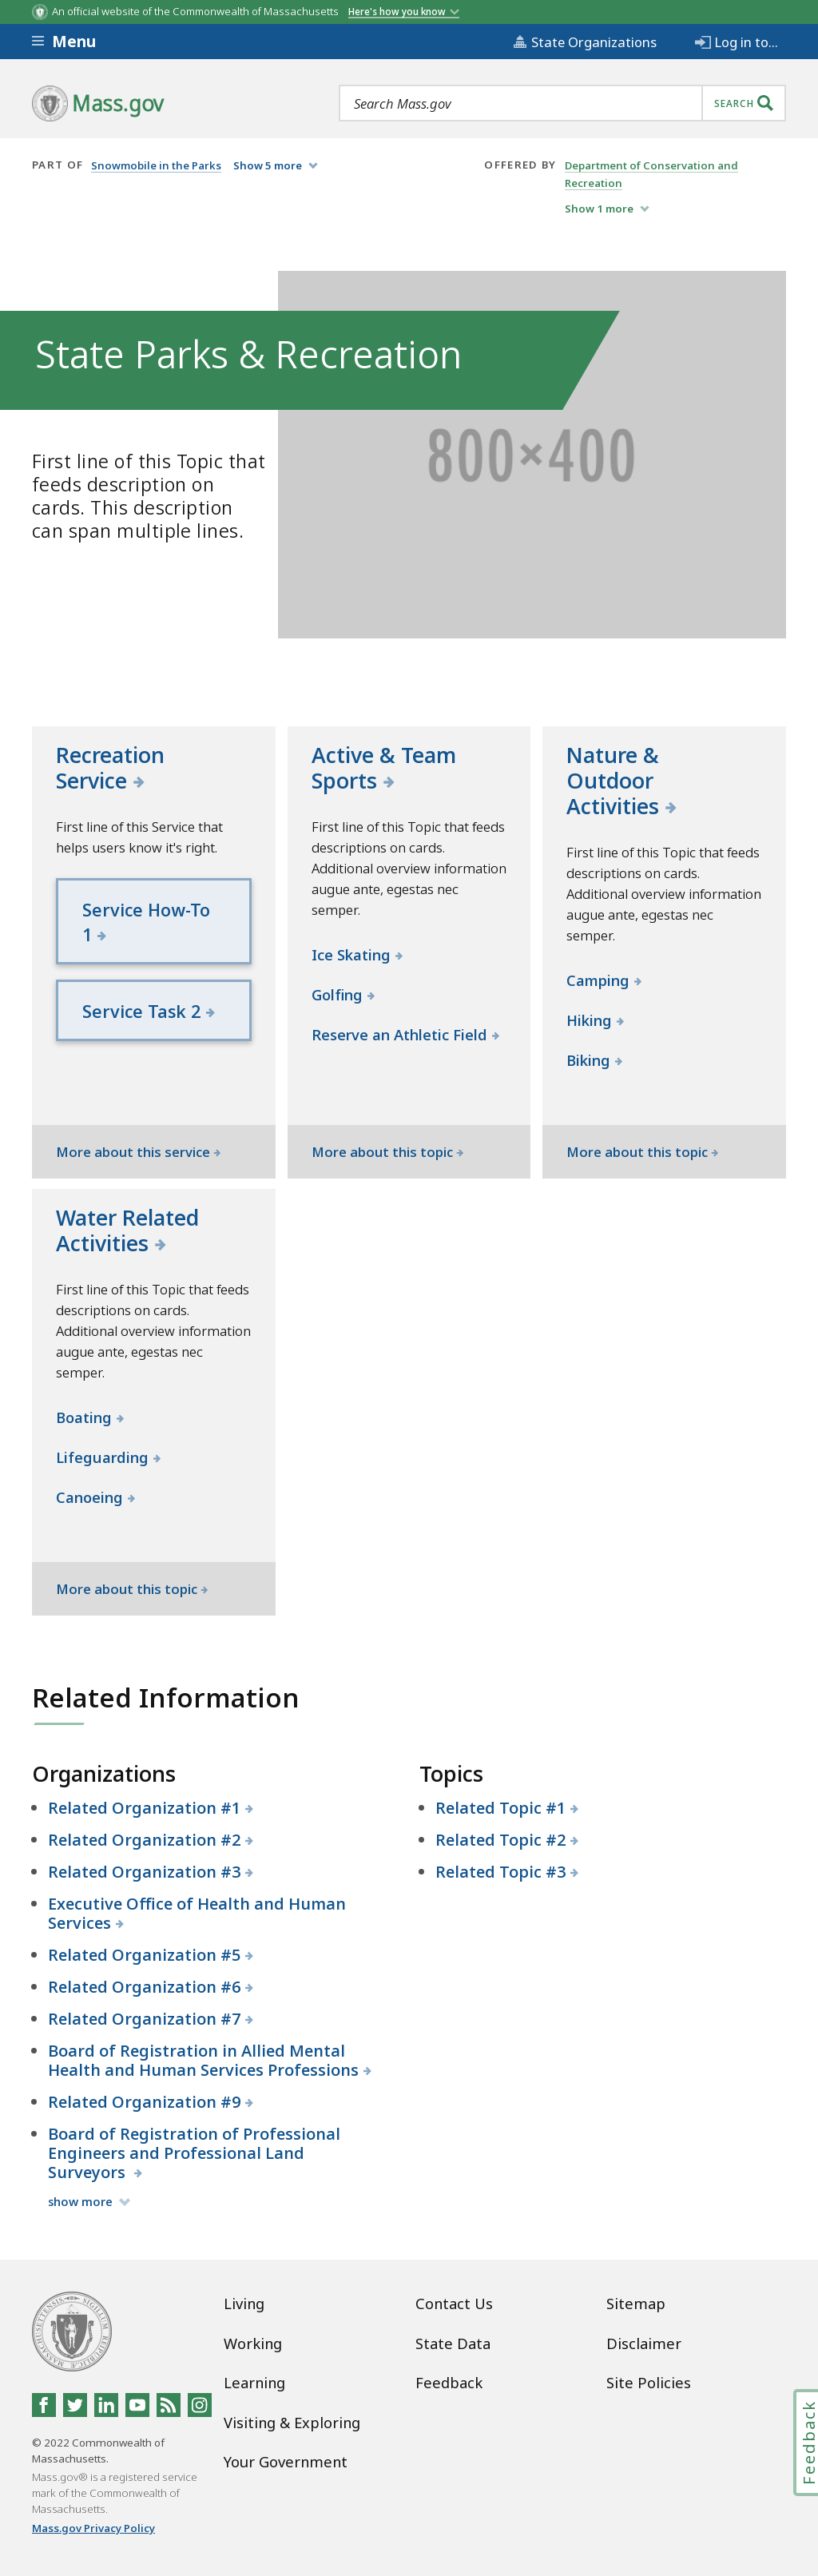 An official website of the Commonwealth of Massachusetts Here's how you know
Menu
State Organizations
Log in to...
Mass.gov
Search Mass.gov
SEARCH
PART OF Snowmobile in the Parks Show 5 more
OFFERED BY Department of Conservation and
Recreation
Show 1 more
State Parks & Recreation
800×400
First line of this Topic that
feeds description on
cards. This description
can span multiple lines.
Recreation
Service
First line of this Service that
helps users know it's right.
Service How-To
1
Service Task 2
More about this service
Active & Team
Sports
First line of this Topic that feeds
descriptions on cards.
Additional overview information
augue ante, egestas nec
semper.
Ice Skating
Golfing
Reserve an Athletic Field
More about this topic
Nature &
Outdoor
Activities
First line of this Topic that feeds
descriptions on cards.
Additional overview information
augue ante, egestas nec
semper.
Camping
Hiking
Biking
More about this topic
Water Related
Activities
First line of this Topic that feeds
descriptions on cards.
Additional overview information
augue ante, egestas nec
semper.
Boating
Lifeguarding
Canoeing
More about this topic
Related Information
Organizations
Related Organization #1
Related Organization #2
Related Organization #3
Executive Office of Health and Human
Services
Related Organization #5
Related Organization #6
Related Organization #7
Board of Registration in Allied Mental
Health and Human Services Professions
Related Organization #9
Board of Registration of Professional
Engineers and Professional Land
Surveyors
show more
Topics
Related Topic #1
Related Topic #2
Related Topic #3
Living
Working
Learning
Visiting & Exploring
Your Government
Contact Us
State Data
Feedback
Sitemap
Disclaimer
Site Policies
© 2022 Commonwealth of
Massachusetts.
Mass.gov® is a registered service
mark of the Commonwealth of
Massachusetts.
Mass.gov Privacy Policy
Feedback